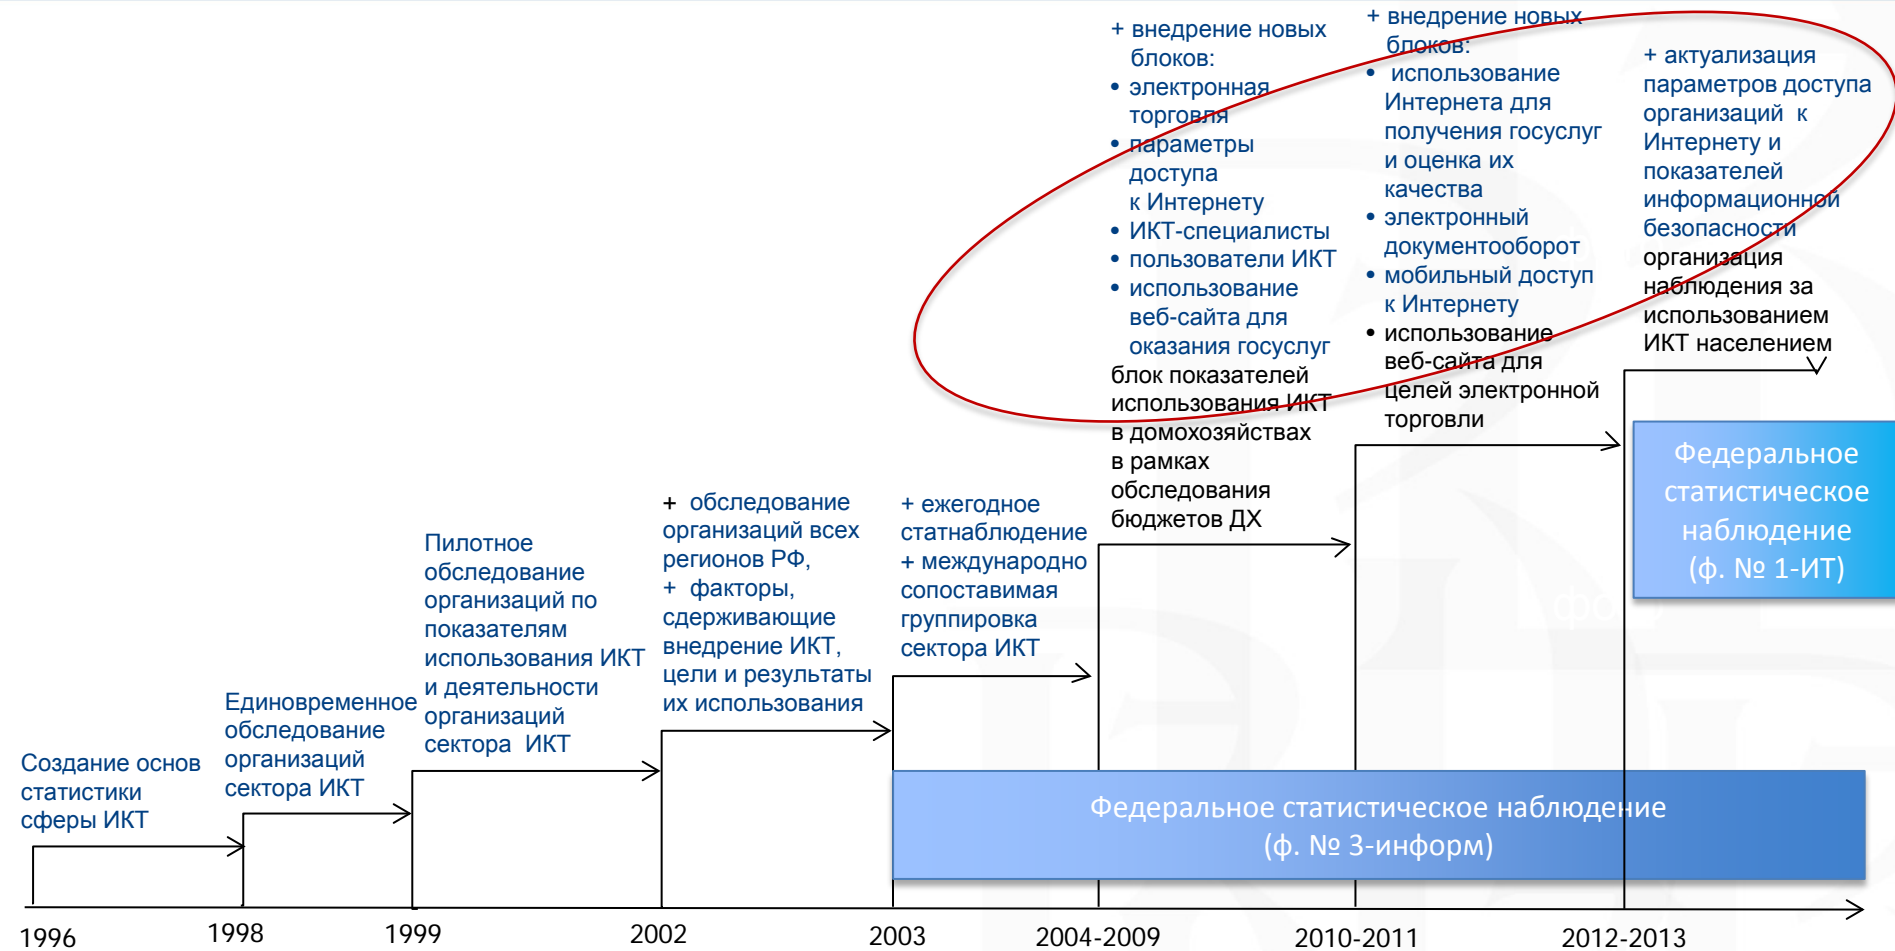 Создание основ
статистики
сферы ИКТ
Единовременное
обследование
организаций
сектора ИКТ
Пилотное
обследование
организаций по
показателям
использования ИКТ
и деятельности
организаций
сектора ИКТ
+ обследование
организаций всех
регионов РФ,
+ факторы,
сдерживающие
внедрение ИКТ,
цели и результаты
их использования
+ ежегодное
статнаблюдение
+ международно
сопоставимая
группировка
сектора ИКТ
+ внедрение новых
блоков:
• электронная
торговля
• параметры
доступа
к Интернету
• ИКТ-специалисты
• пользователи ИКТ
• использование
веб-сайта для
оказания госуслуг
блок показателей
использования ИКТ
в домохозяйствах
в рамках
обследования
бюджетов ДХ
+ внедрение новых
блоков:
• использование
Интернета для
получения госуслуг
и оценка их
качества
• электронный
документооборот
• мобильный доступ
к Интернету
• использование
веб-сайта для
целей электронной
торговли
+ актуализация
параметров доступа
организаций к
Интернету и
показателей
информационной
безопасности
организация
наблюдения за
использованием
ИКТ населением
Федеральное
статистическое
наблюдение
(ф. № 1-ИТ)
Федеральное статистическое наблюдение
(ф. № 3-информ)
1996
1998
1999
2002
2003
2004-2009
2010-2011
2012-2013